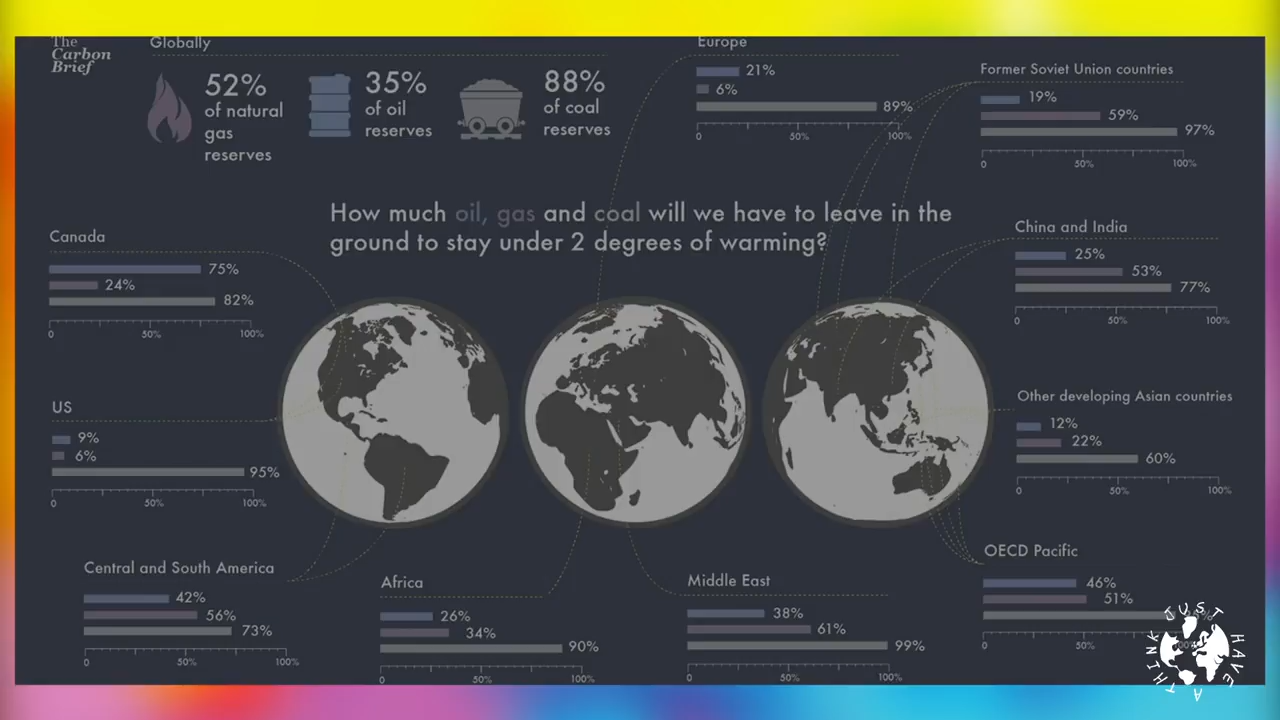 The
Carbon
Brief
Globally
52%
of natural
gas
reserves
35%
of oil
reserves
88%
of coal
reserves
Europe
21%
6%
89%
0 50% 100%
Former Soviet Union countries
19%
59%
97%
0 50% 100%
How much oil, gas and coal will we have to leave in the
ground to stay under 2 degrees of warming?
Canada
75%
24%
82%
0 50% 100%
China and India
25%
53%
77%
0 50% 100%
US
9%
6%
95%
0 50% 100%
Other developing Asian countries
12%
22%
60%
0 50% 100%
Central and South America
42%
56%
73%
0 50% 100%
Africa
26%
34%
90%
0 50% 100%
Middle East
38%
61%
99%
0 50% 100%
OECD Pacific
46%
51%
0 50%
JUST HAVE A THINK